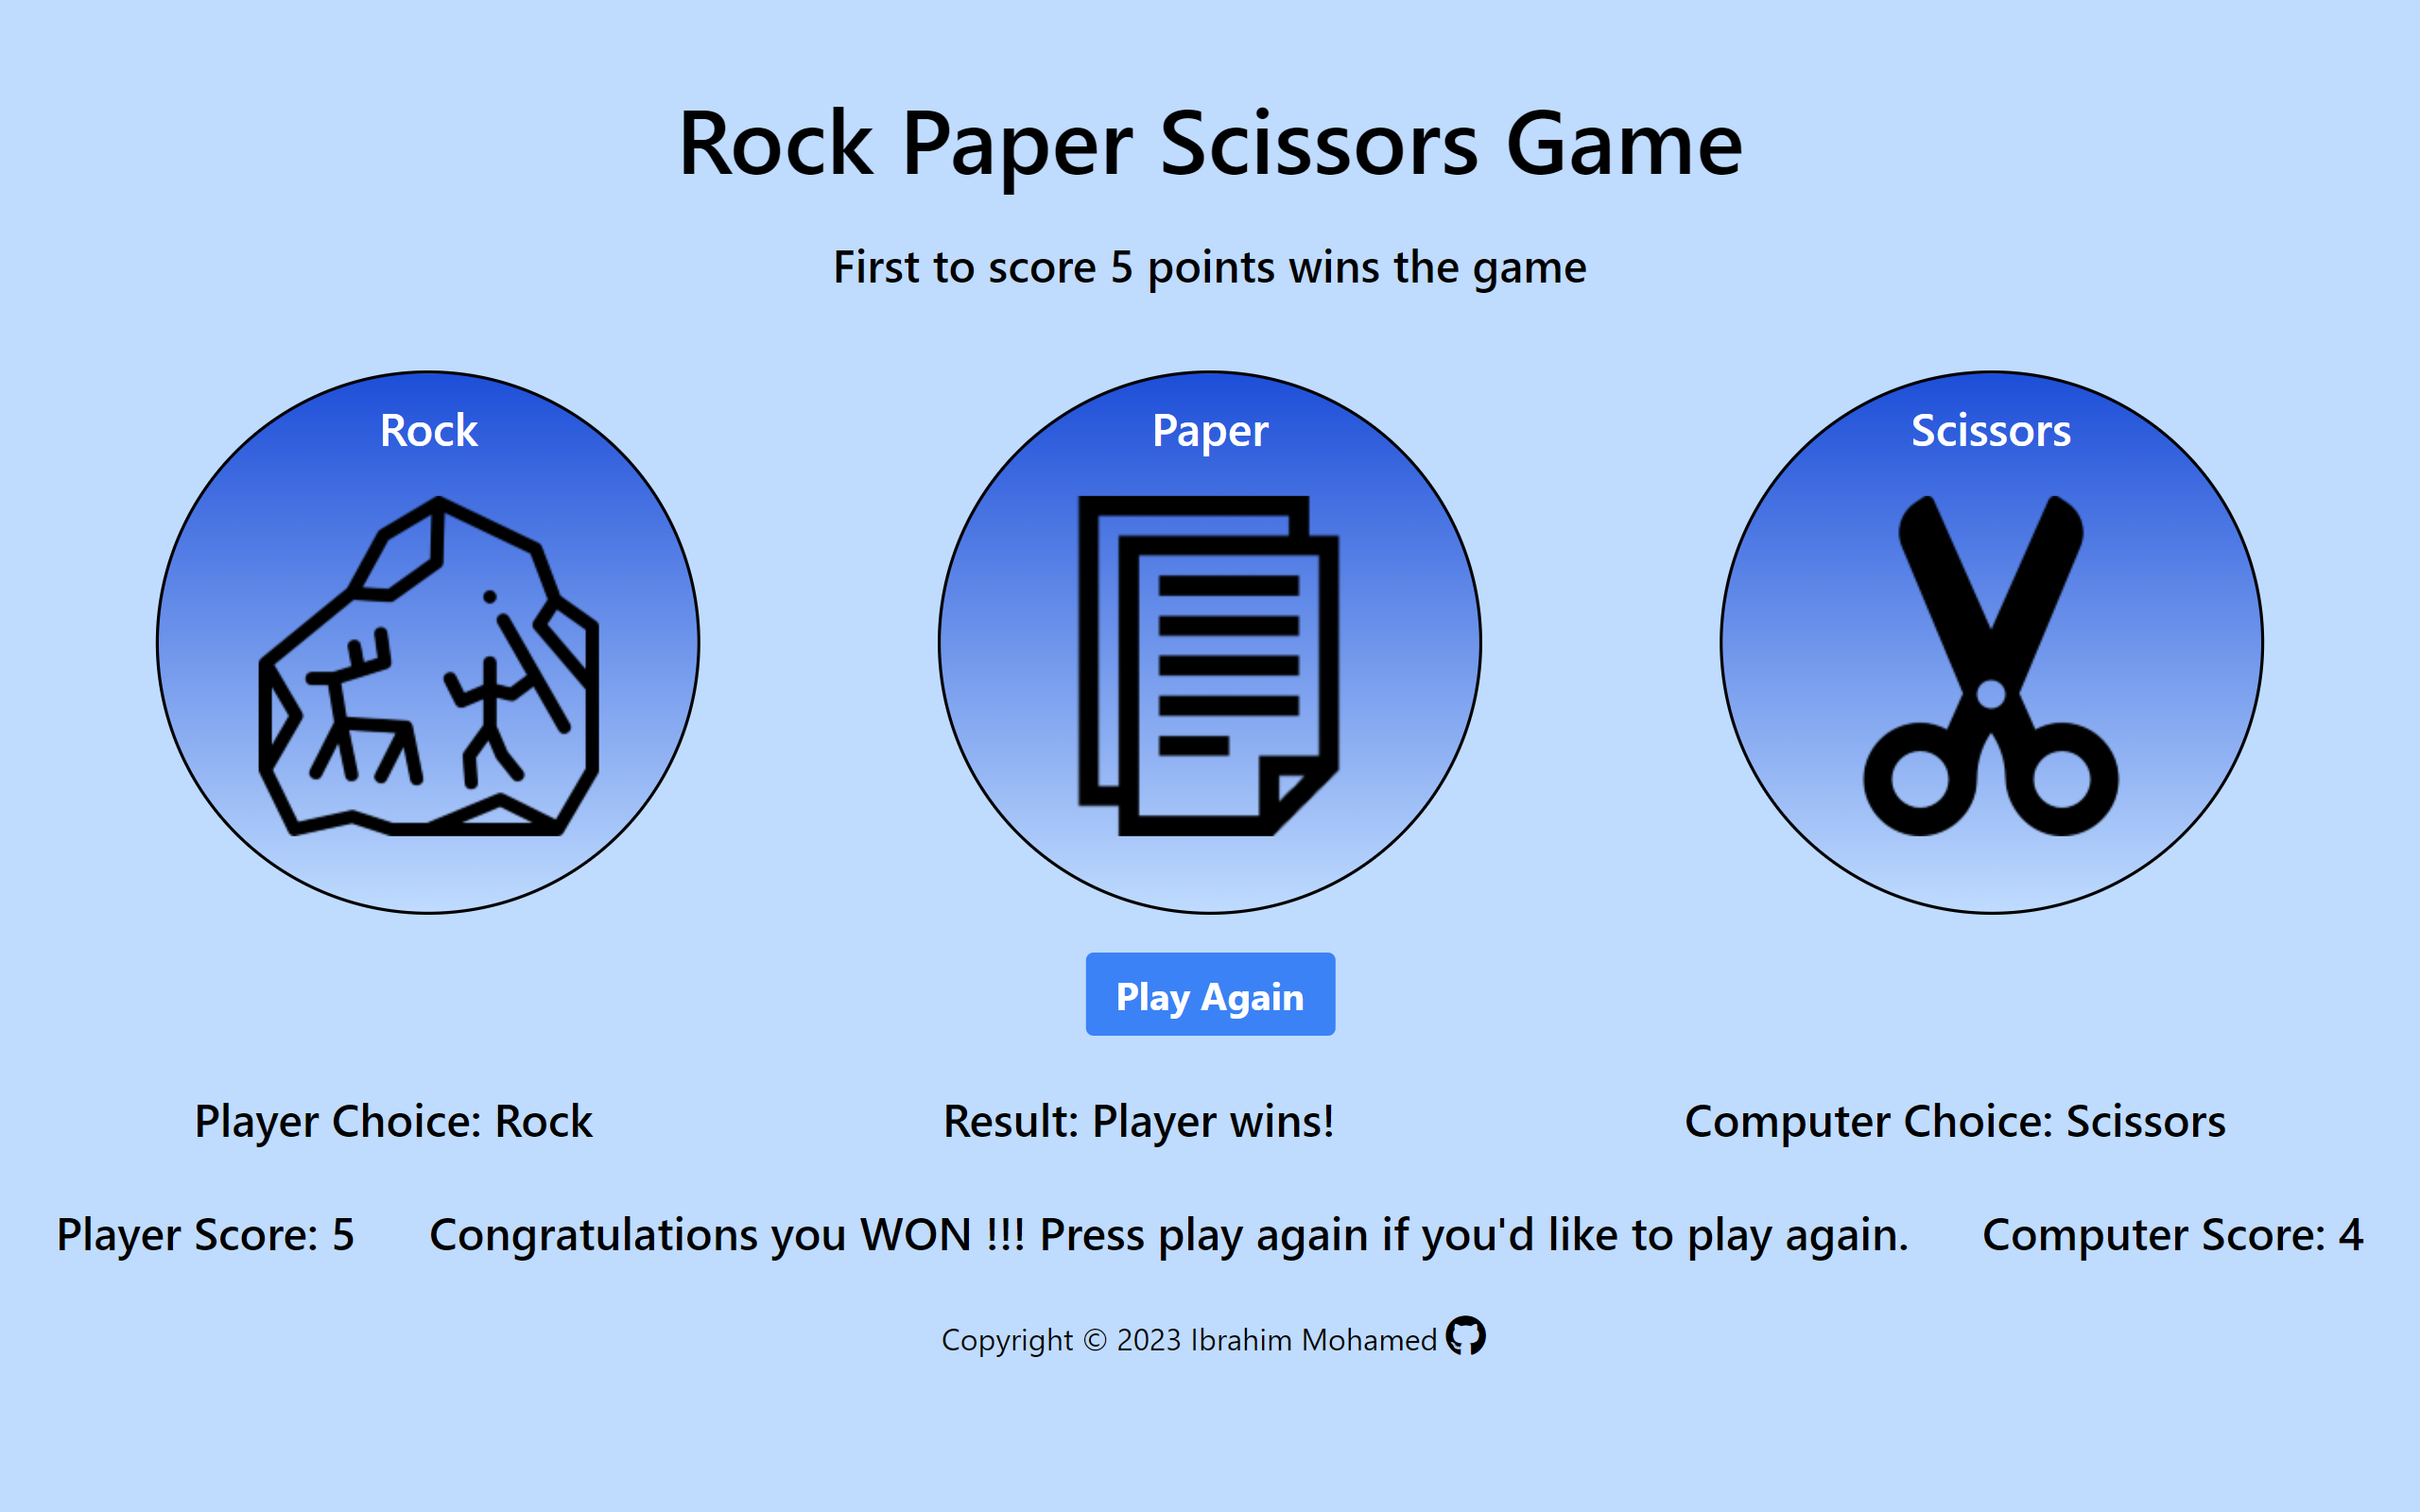 Rock Paper Scissors Game
First to score 5 points wins the game
Rock
Paper
Scissors
Play Again
Player Choice: Rock
Result: Player wins!
Computer Choice: Scissors
Player Score: 5
Congratulations you WON !!! Press play again if you'd like to play again.
Computer Score: 4
Copyright © 2023 Ibrahim Mohamed